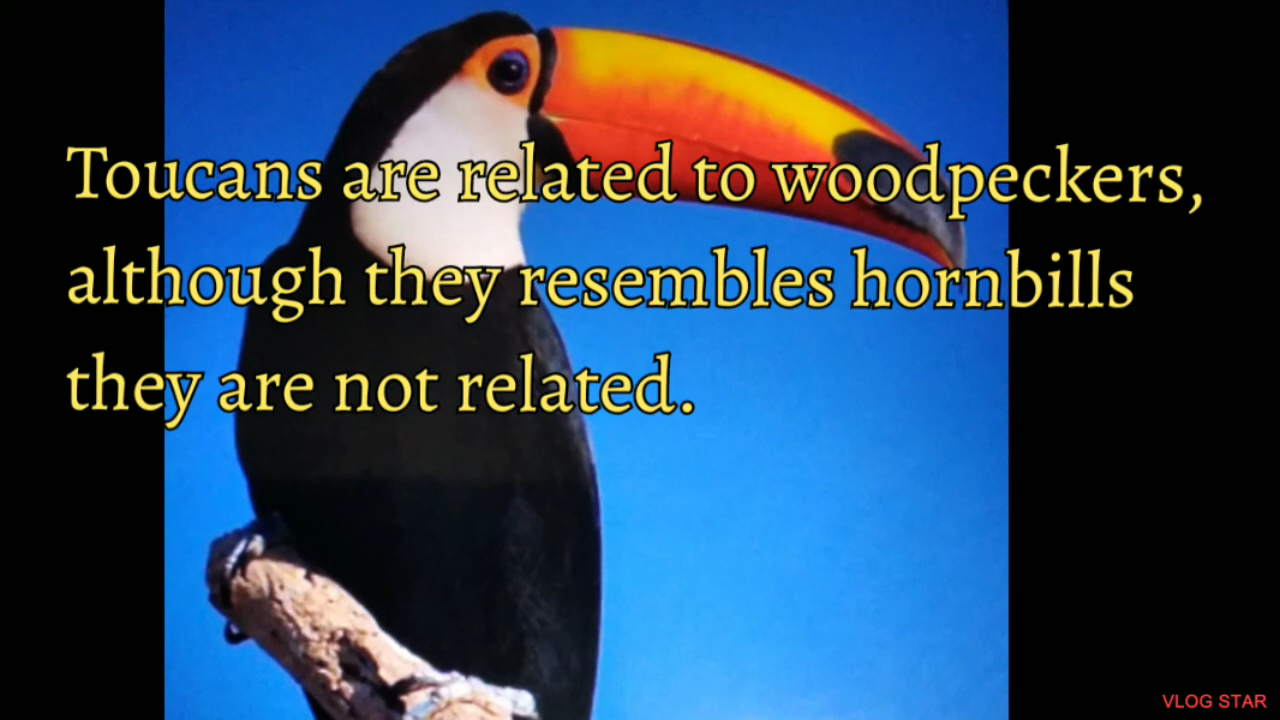 Toucans are related to woodpeckers,
although they resembles hornbills
they are not related.
VLOG STAR